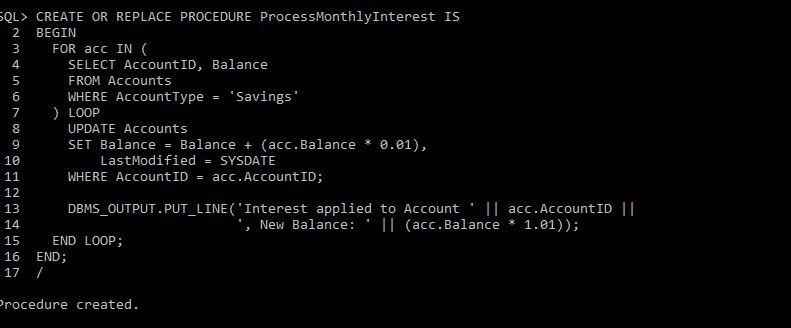 SQL> CREATE OR REPLACE PROCEDURE ProcessMonthlyInterest IS
  2  BEGIN
  3    FOR acc IN (
  4      SELECT AccountID, Balance
  5      FROM Accounts
  6      WHERE AccountType = 'Savings'
  7    ) LOOP
  8      UPDATE Accounts
  9      SET Balance = Balance + (acc.Balance * 0.01),
 10          LastModified = SYSDATE
 11      WHERE AccountID = acc.AccountID;
 12
 13      DBMS_OUTPUT.PUT_LINE('Interest applied to Account ' || acc.AccountID ||
 14                           ', New Balance: ' || (acc.Balance * 1.01));
 15    END LOOP;
 16  END;
 17  /
Procedure created.